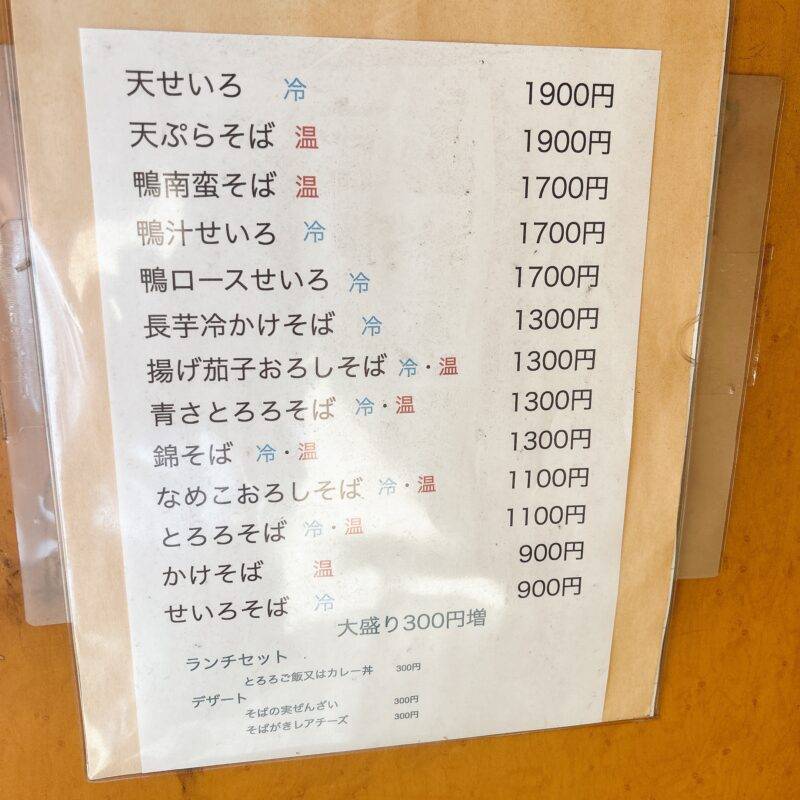 天せいろ 冷 1900円
天ぷらそば 温 1900円
鴨南蛮そば 温 1700円
鴨汁せいろ 冷 1700円
鴨ロースせいろ 冷 1700円
長芋冷かけそば 冷 1300円
揚げ茄子おろしそば 冷・温 1300円
青さとろろそば 冷・温 1300円
錦そば 冷・温 1300円
なめこおろしそば 冷・温 1100円
とろろそば 冷・温 1100円
かけそば 温 900円
せいろそば 冷 900円
大盛り300円増
ランチセット
とろろご飯又はカレー丼 300円
デザート
そばの実ぜんざい 300円
そばがきレアチーズ 300円